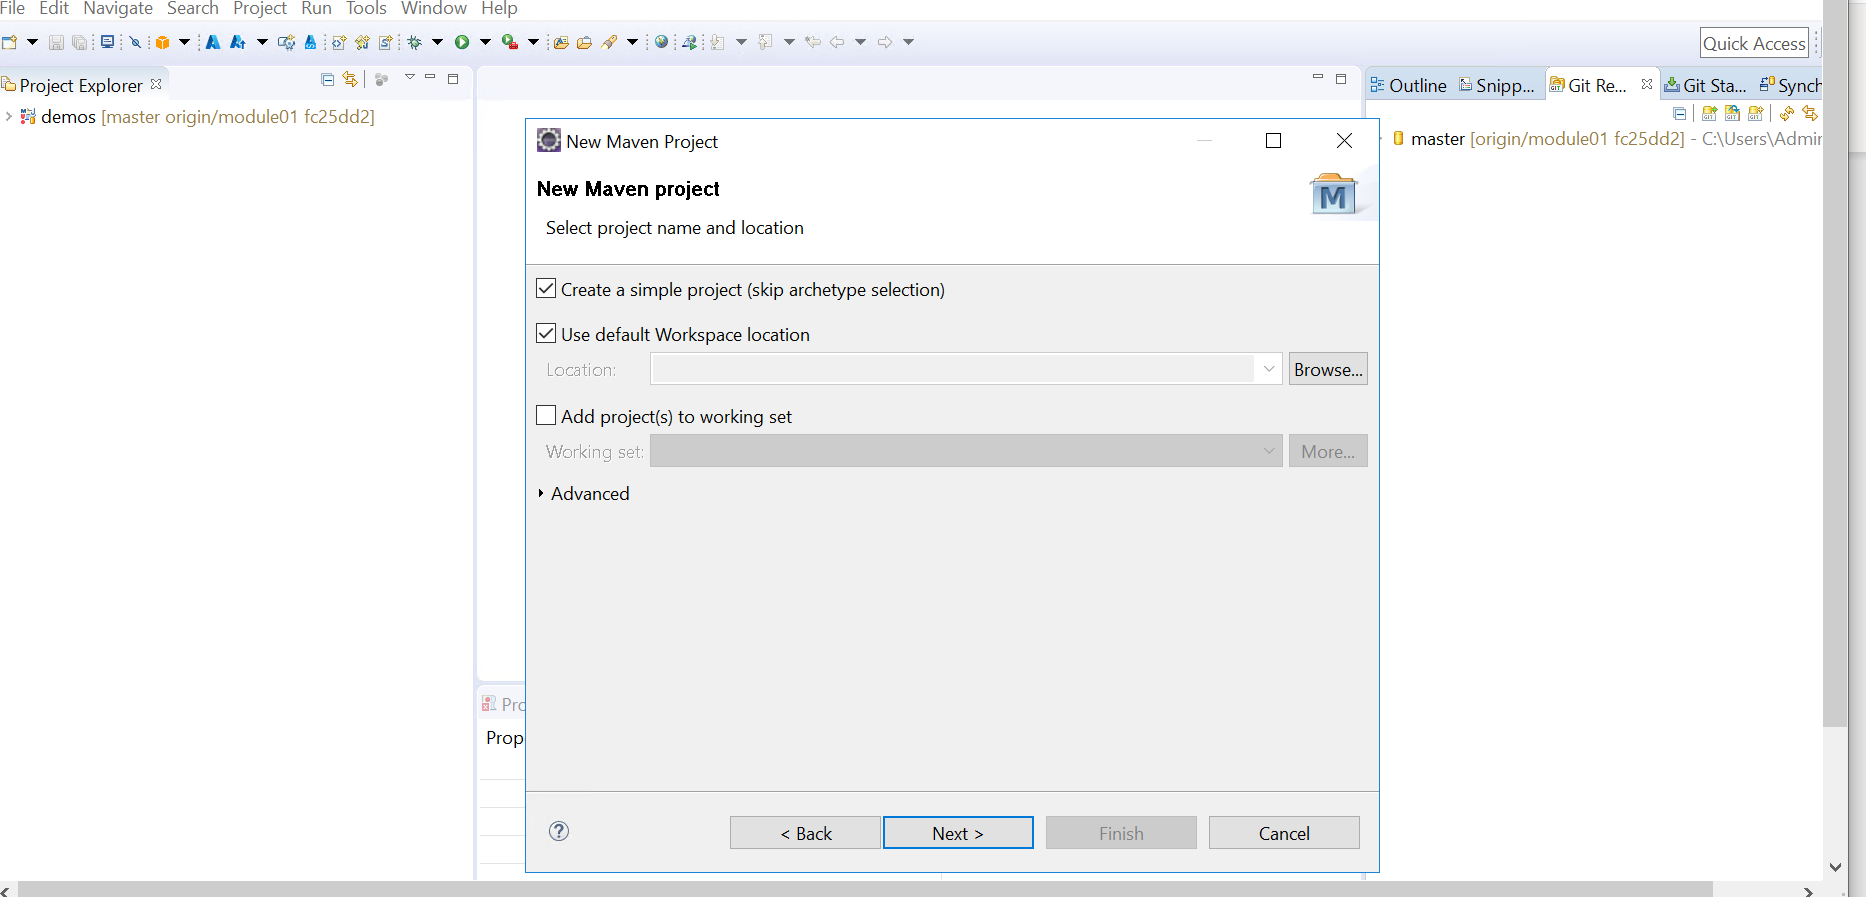 File Edit Navigate Search Project Run Tools Window Help
Quick Access
Project Explorer
demos [master origin/module01 fc25dd2]
Outline Snipp... Git Re... Git Sta... Synch
master [origin/module01 fc25dd2] - C:\Users\Admir
New Maven Project
New Maven project
Select project name and location
M
Create a simple project (skip archetype selection)
Use default Workspace location
Location:
Browse...
Add project(s) to working set
Working set:
More...
Advanced
Pro
Prop
< Back
Next >
Finish
Cancel